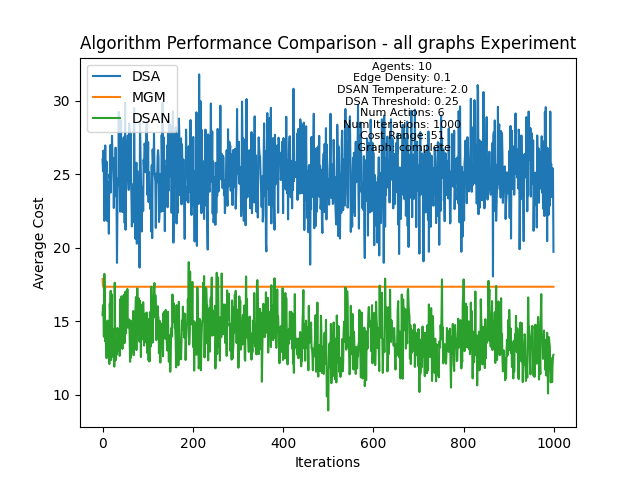 Algorithm Performance Comparison - all graphs Experiment
DSA
MGM
DSAN
Agents: 10
Edge Density: 0.1
DSAN Temperature: 2.0
DSA Threshold: 0.25
Num Actions: 6
Num Iterations: 1000
Cost Range: 51
Graph: complete
Average Cost
30
25
20
15
10
0
200
400
600
800
1000
Iterations